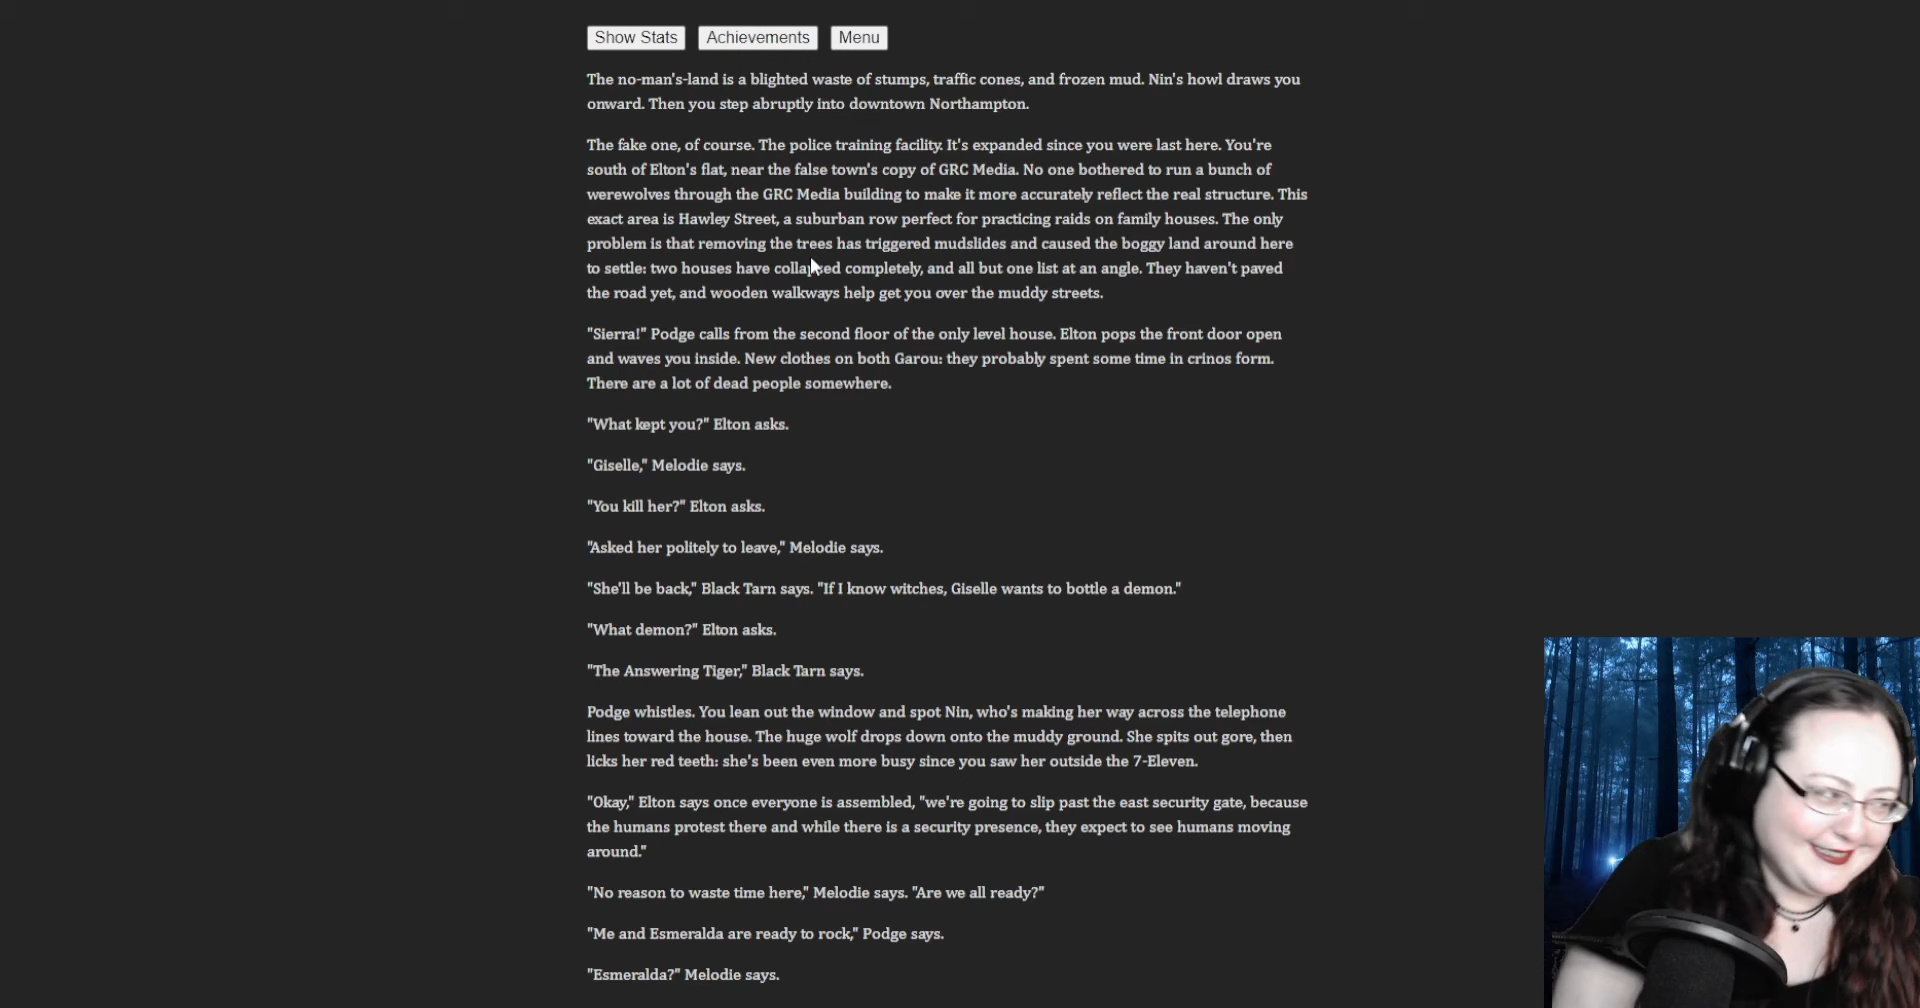 Show Stats Achievements Menu
The no-man's-land is a blighted waste of stumps, traffic cones, and frozen mud. Nin's howl draws you
onward. Then you step abruptly into downtown Northampton.
The fake one, of course. The police training facility. It's expanded since you were last here. You're
south of Elton's flat, near the false town's copy of GRC Media. No one bothered to run a bunch of
werewolves through the GRC Media building to make it more accurately reflect the real structure. This
exact area is Hawley Street, a suburban row perfect for practicing raids on family houses. The only
problem is that removing the trees has triggered mudslides and caused the boggy land around here
to settle: two houses have collapsed completely, and all but one list at an angle. They haven't paved
the road yet, and wooden walkways help get you over the muddy streets.
"Sierra!" Podge calls from the second floor of the only level house. Elton pops the front door open
and waves you inside. New clothes on both Garou: they probably spent some time in crinos form.
There are a lot of dead people somewhere.
"What kept you?" Elton asks.
"Giselle," Melodie says.
"You kill her?" Elton asks.
"Asked her politely to leave," Melodie says.
"She'll be back," Black Tarn says. "If I know witches, Giselle wants to bottle a demon."
"What demon?" Elton asks.
"The Answering Tiger," Black Tarn says.
Podge whistles. You lean out the window and spot Nin, who's making her way across the telephone
lines toward the house. The huge wolf drops down onto the muddy ground. She spits out gore, then
licks her red teeth: she's been even more busy since you saw her outside the 7-Eleven.
"Okay," Elton says once everyone is assembled, "we're going to slip past the east security gate, because
the humans protest there and while there is a security presence, they expect to see humans moving
around."
"No reason to waste time here," Melodie says. "Are we all ready?"
"Me and Esmeralda are ready to rock," Podge says.
"Esmeralda?" Melodie says.